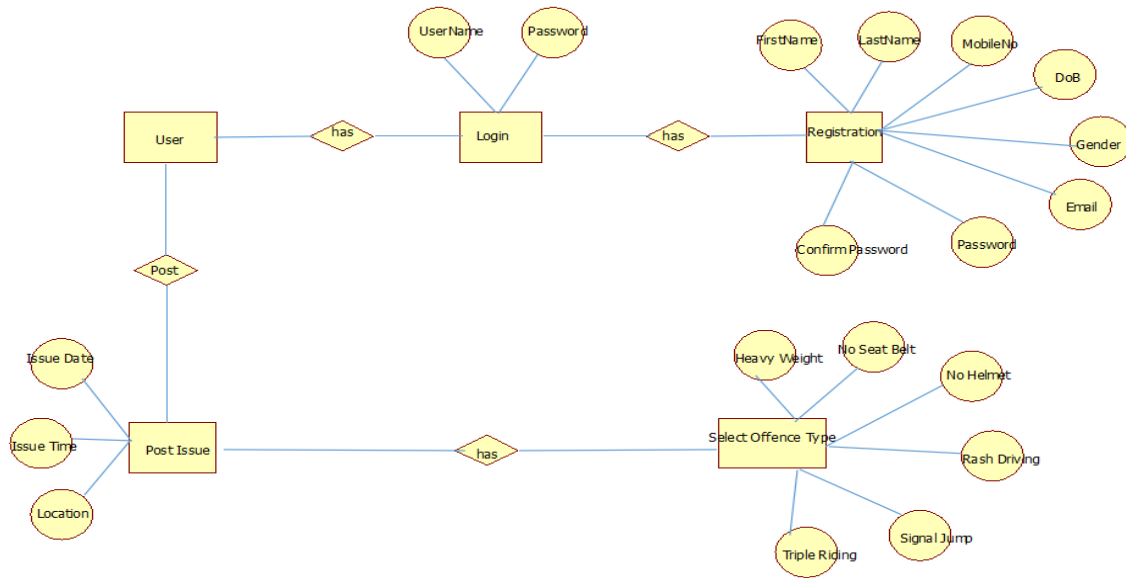 UserName
Password
FirstName
LastName
MobileNo
DoB
User
has
Login
has
Registration
Gender
Email
Confirm Password
Password
Post
Issue Date
Heavy Weight
No Seat Belt
No Helmet
Issue Time
Post Issue
has
Select Offence Type
Rash Driving
Location
Signal Jump
Triple Riding